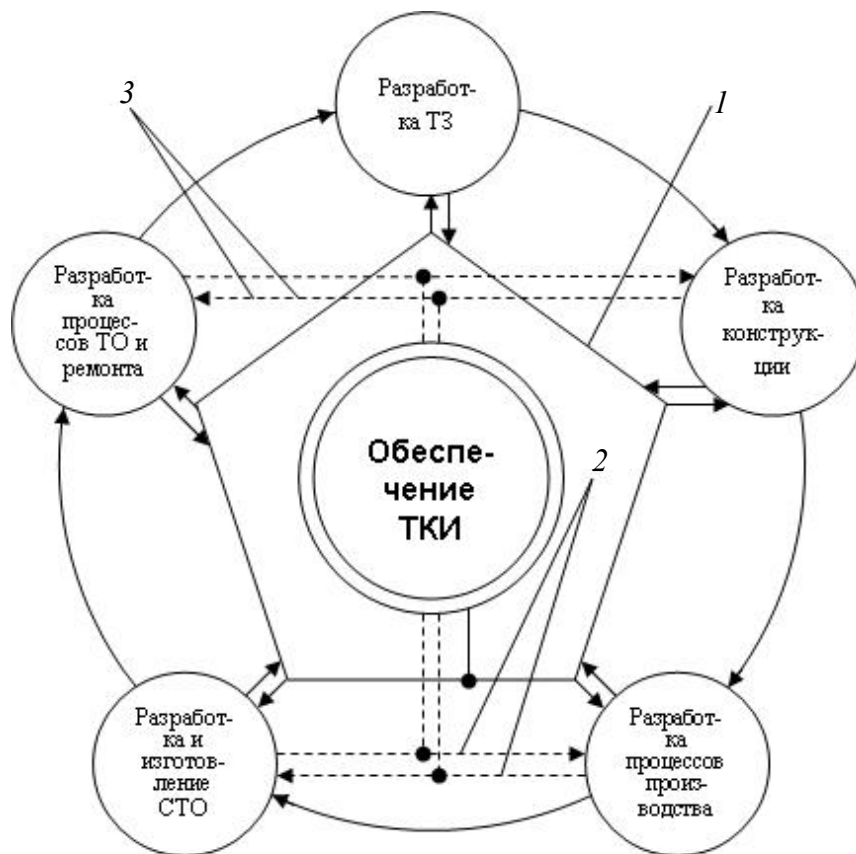 3
Разработ-
ка ТЗ
1
Разработ-
ка
процес-
сов ТО и
ремонта
Разработ-
ка
конструк-
ции
Обеспе-
чение
ТКИ
2
Разработ-
ка и
изготов-
ление
СТО
Разработ-
ка
процессов
произ-
водства